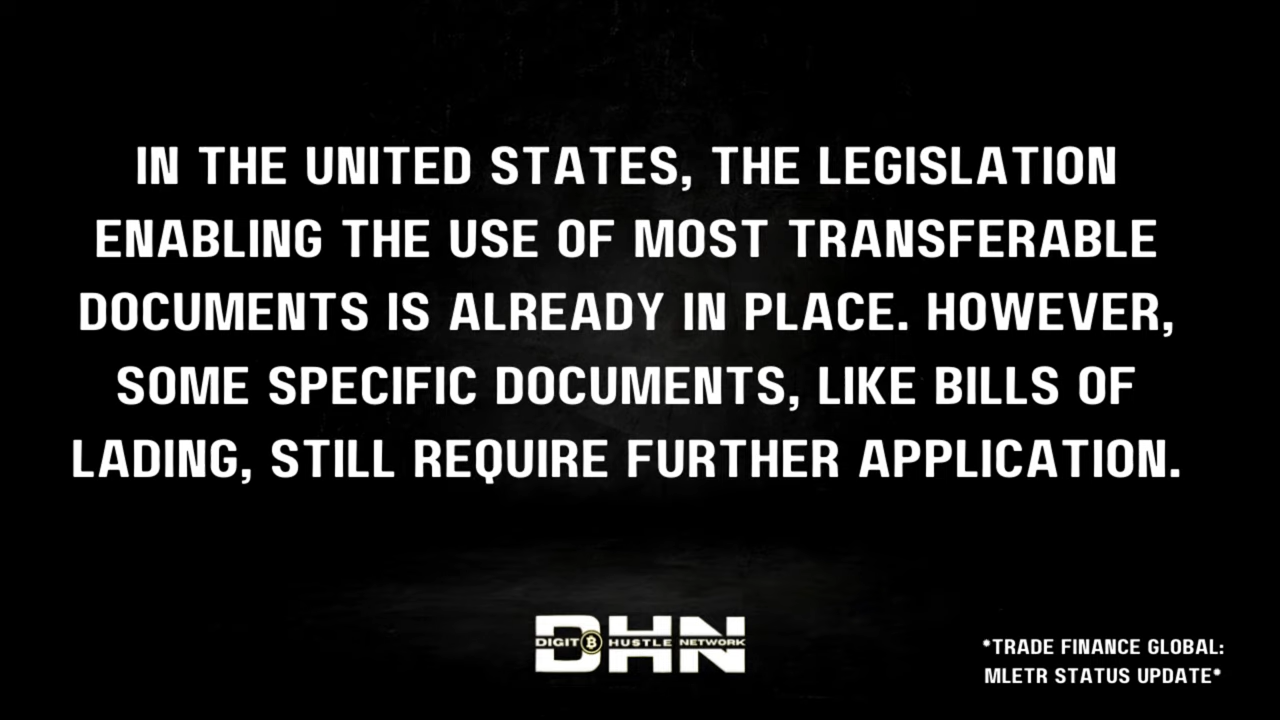 IN THE UNITED STATES, THE LEGISLATION
ENABLING THE USE OF MOST TRANSFERABLE
DOCUMENTS IS ALREADY IN PLACE. HOWEVER,
SOME SPECIFIC DOCUMENTS, LIKE BILLS OF
LADING, STILL REQUIRE FURTHER APPLICATION.
DHN
DIGIT₿ HUSTLE NETWORK
*TRADE FINANCE GLOBAL:
MLETR STATUS UPDATE*